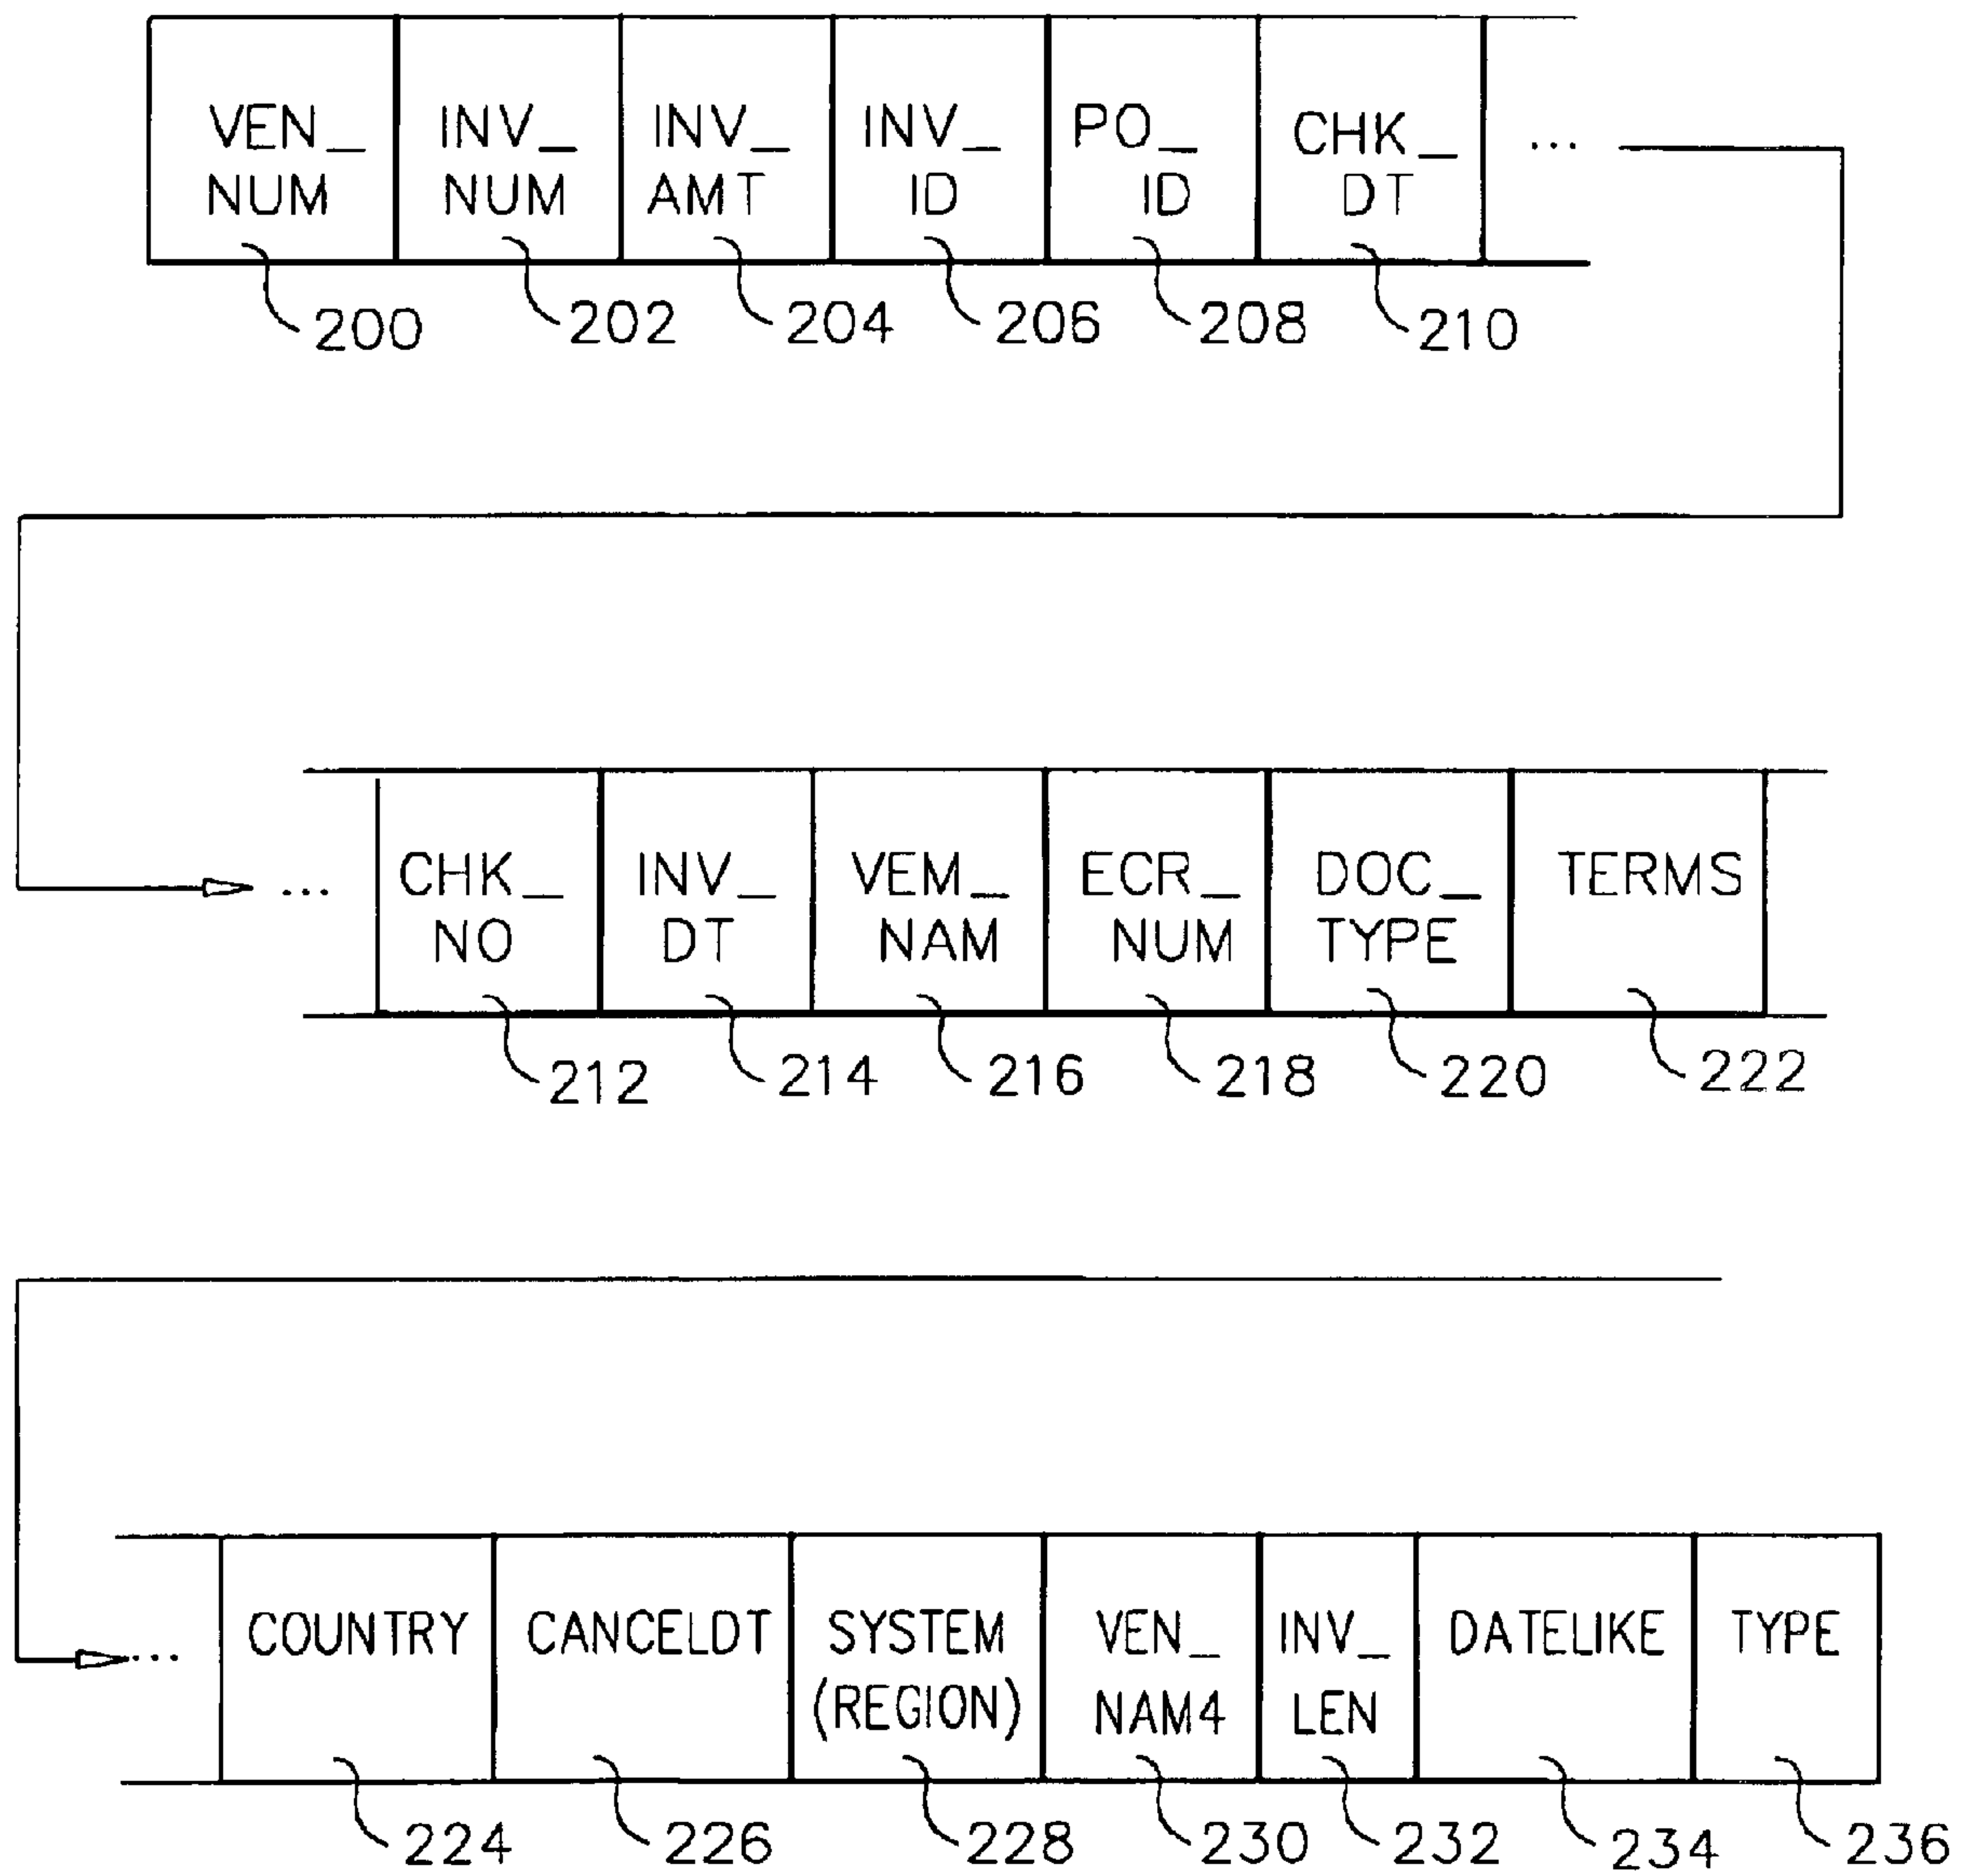 VEN_ INV_ INV_ INV_ PO_ CHK_ ...
NUM NUM AMT ID ID DT
200 202 204 206 208 210
... CHK_ INV_ VEM_ ECR_ DOC_ TERMS
NO DT NAM NUM TYPE
212 214 216 218 220 222
... COUNTRY CANCELDT SYSTEM VEN_ INV_ DATELIKE TYPE
(REGION) NAM4 LEN
224 226 228 230 232 234 236